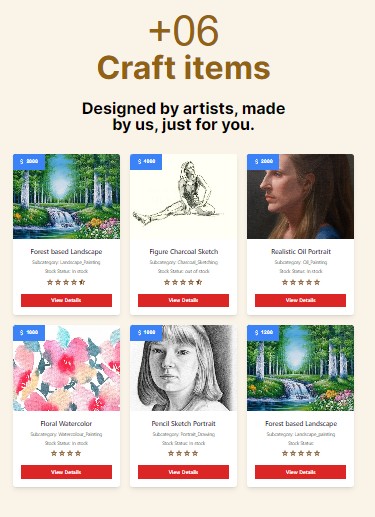 +06
Craft items
Designed by artists, made
by us, just for you.
$ 8000
Forest based Landscape
Subcategory: Landscape_Painting
Stock Status: in stock
View Details
Figure Charcoal Sketch
Subcategory: Charcoal_Sketching
Stock Status: out of stock
View Details
$ 2000
Realistic Oil Portrait
Subcategory: Oil_Painting
Stock Status: in stock
View Details
Floral Watercolor
Subcategory: Watercolour_Painting
Stock Status: in stock
View Details
Pencil Sketch Portrait
Subcategory: Portrait_Drawing
Stock Status: in stock
View Details
$ 1200
Forest based Landscape
Subcategory: Landscape_painting
Stock Status:
View Details